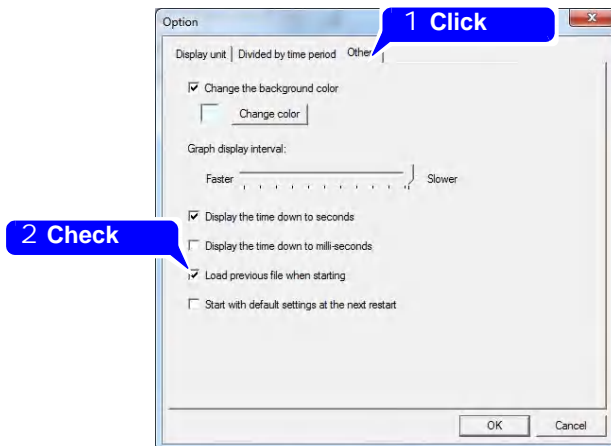 Option
1 Click
Display unit
Divided by time period
Other
Change the background color
Change color
Graph display interval:
Faster
Slower
Display the time down to seconds
2 Check
Display the time down to milli-seconds
Load previous file when starting
Start with default settings at the next restart
OK
Cancel